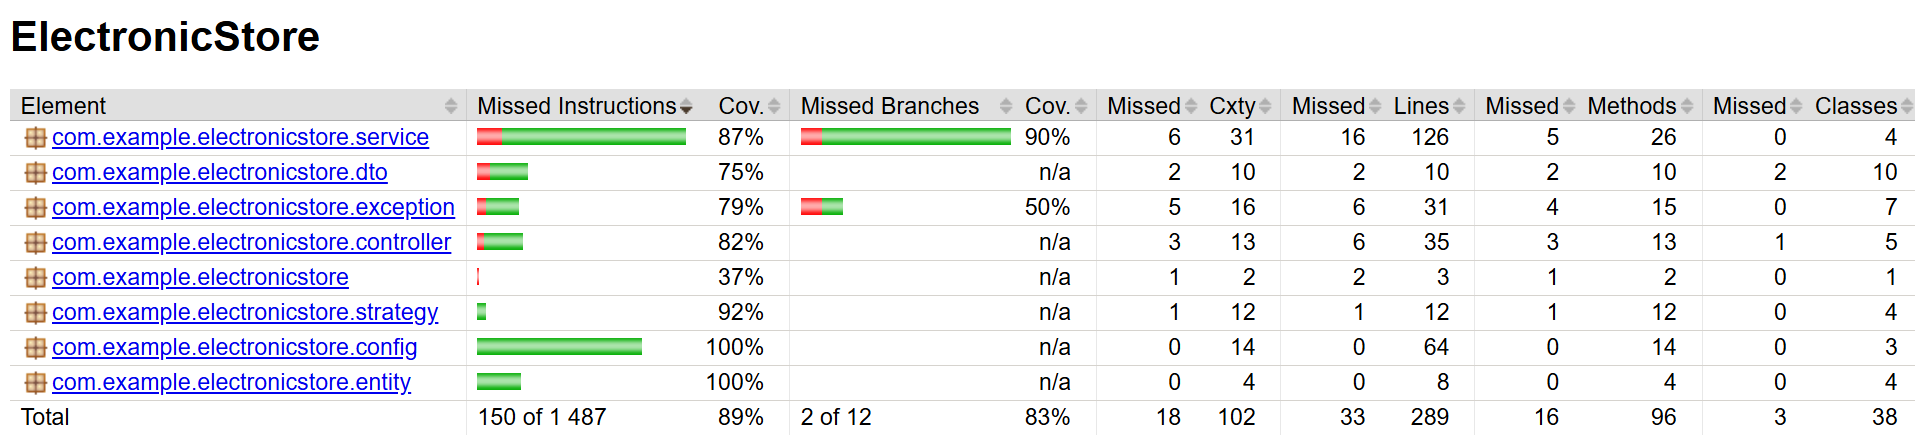 ElectronicStore
Element Missed Instructions Cov. Missed Branches Cov. Missed Cxty Missed Lines Missed Methods Missed Classes
com.example.electronicstore.service 87% 90% 6 31 16 126 5 26 0 4
com.example.electronicstore.dto 75% n/a 2 10 2 10 2 10 2 10
com.example.electronicstore.exception 79% 50% 5 16 6 31 4 15 0 7
com.example.electronicstore.controller 82% n/a 3 13 6 35 3 13 1 5
com.example.electronicstore 37% n/a 1 2 2 3 1 2 0 1
com.example.electronicstore.strategy 92% n/a 1 12 1 12 1 12 0 4
com.example.electronicstore.config 100% n/a 0 14 0 64 0 14 0 3
com.example.electronicstore.entity 100% n/a 0 4 0 8 0 4 0 4
Total 150 of 1 487 89% 2 of 12 83% 18 102 33 289 16 96 3 38